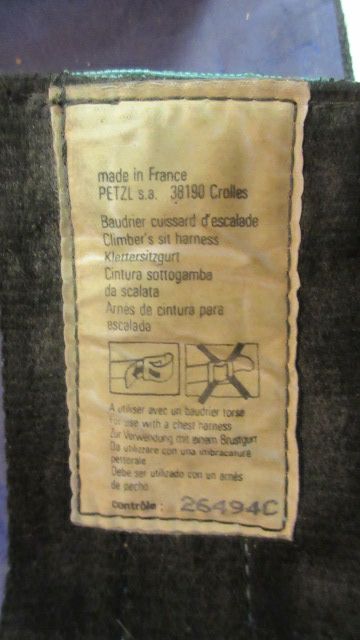 made in France
PETZL s.a. 38190 Crolles
Baudrier cuissard d'escalade
Climber's sit harness
Klettersitzgurt
Cintura sottogamba
da scalata
Arnes de cintura para
escalada
A utiliser avec un baudrier torse
For use with a chest harness
Zur Verwendung mit einem Brustgurt
Da utilizzare con una imbracatura
pettorale
Debe ser utilizado con un arnés
de pecho
contrôle : 26494C